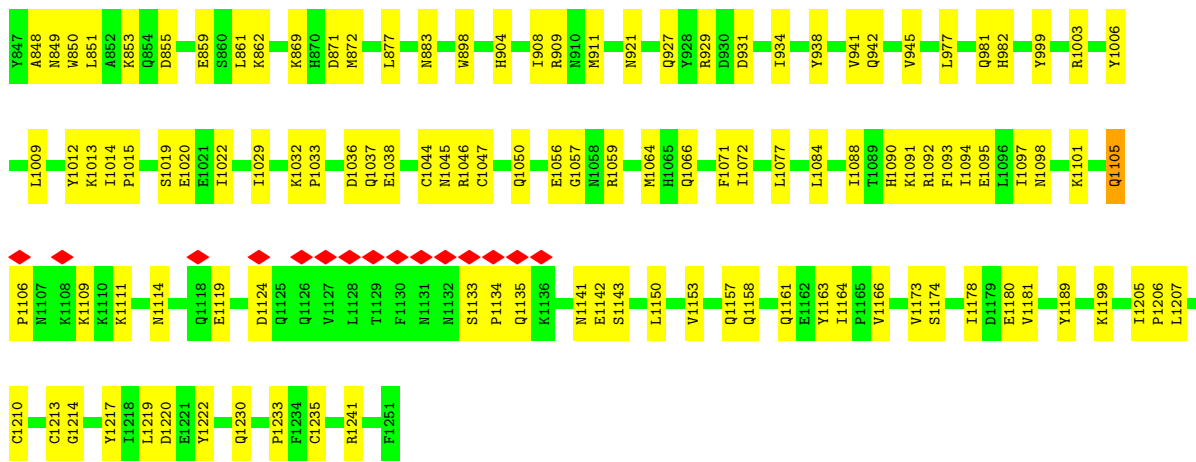 Y847 A848 N849 W850 L851 A852 K853 Q854 D855 E859 S860 L861 K862 K869 H870 D871 M872 L877 N883 W898 H904 I908 R909 N910 M911 N921 Q927 Y928 R929 D930 D931 I934 Y938 V941 Q942 V945 L977 Q981 H982 Y999 R1003 Y1006
L1009 Y1012 K1013 I1014 P1015 S1019 E1020 E1021 I1022 I1029 K1032 P1033 D1036 Q1037 E1038 C1044 N1045 R1046 C1047 Q1050 E1056 G1057 N1058 R1059 M1064 H1065 Q1066 F1071 I1072 L1077 L1084 I1088 T1089 H1090 K1091 R1092 F1093 I1094 E1095 L1096 I1097 N1098 K1101 Q1105
P1106 N1107 K1108 K1109 K1110 K1111 N1114 Q1118 E1119 D1124 Q1125 Q1126 V1127 L1128 T1129 F1130 N1131 N1132 S1133 P1134 Q1135 K1136 N1141 E1142 S1143 L1150 V1153 Q1157 Q1158 Q1161 E1162 Y1163 I1164 P1165 V1166 V1173 S1174 I1178 D1179 E1180 V1181 Y1189 K1199 I1205 P1206 L1207
C1210 C1213 G1214 Y1217 I1218 L1219 D1220 E1221 Y1222 Q1230 P1233 F1234 C1235 R1241 F1251